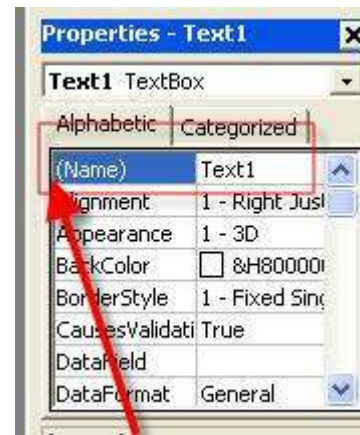 Properties - Text1
Text1 TextBox
Alphabetic Categorized
(Name) Text1
Alignment 1 - Right Jus
Appearance 1 - 3D
BackColor &H80000
BorderStyle 1 - Fixed Sing
CausesValidati True
DataField
DataFormat General